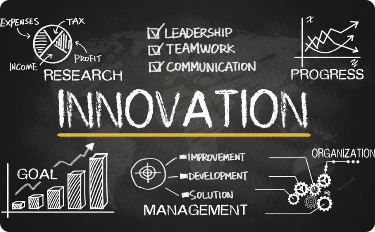 EXPENSES
TAX
INCOME
PROFIT
RESEARCH
LEADERSHIP
TEAMWORK
COMMUNICATION
PROGRESS
INNOVATION
GOAL
IMPROVEMENT
DEVELOPMENT
SOLUTION
MANAGEMENT
ORGANIZATION